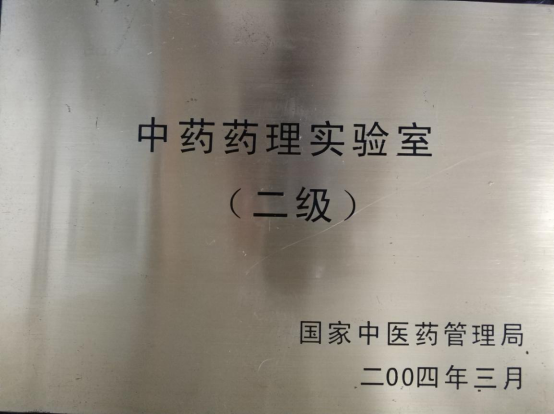 中药药理实验室
（二级）
国家中医药管理局
二00四年三月